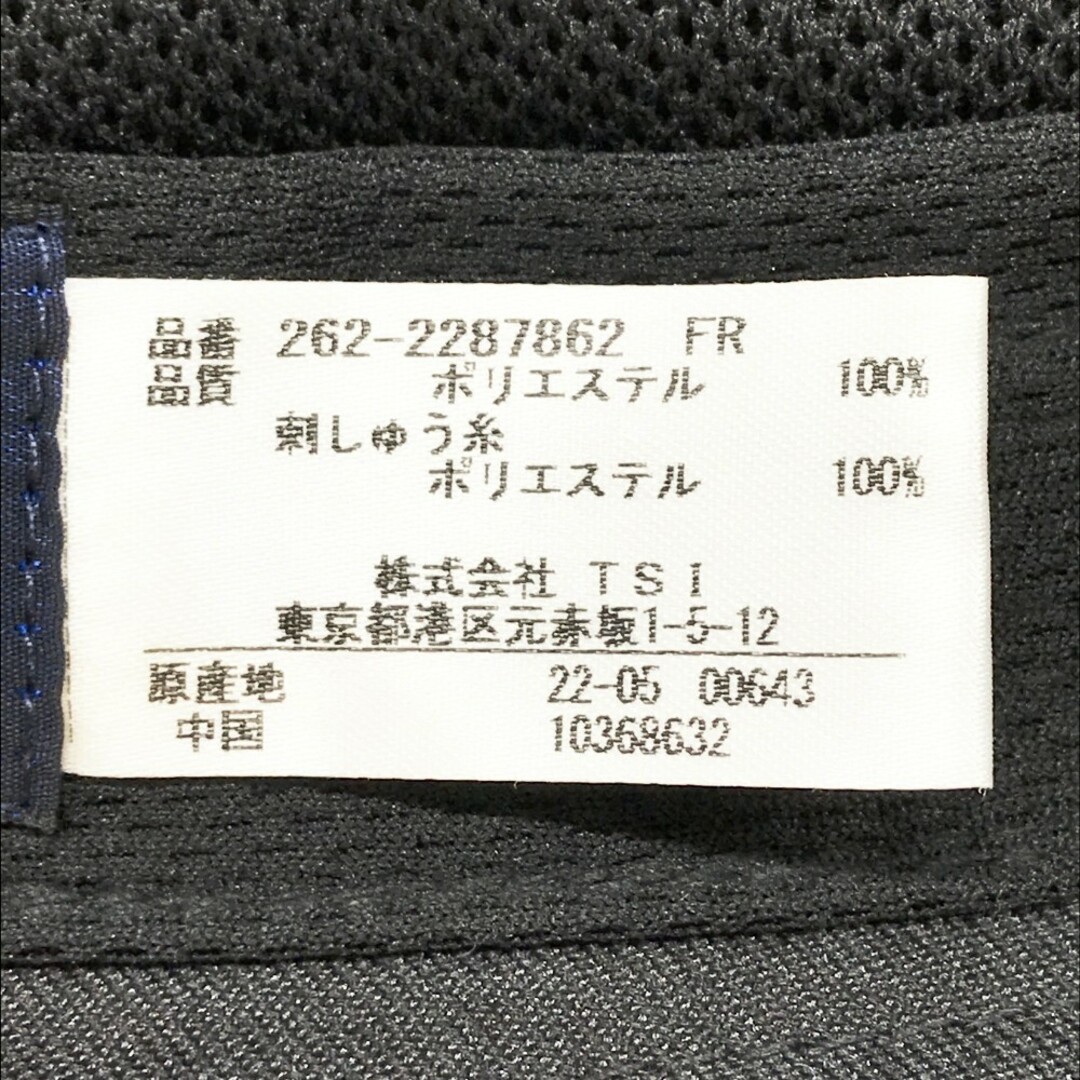 品番 262-2287862 FR
品質 ポリエステル 100%
刺しゅう糸
ポリエステル 100%
株式会社 TSI
東京都港区元赤坂1-5-12
原産地 22-05 00643
中国 10368632